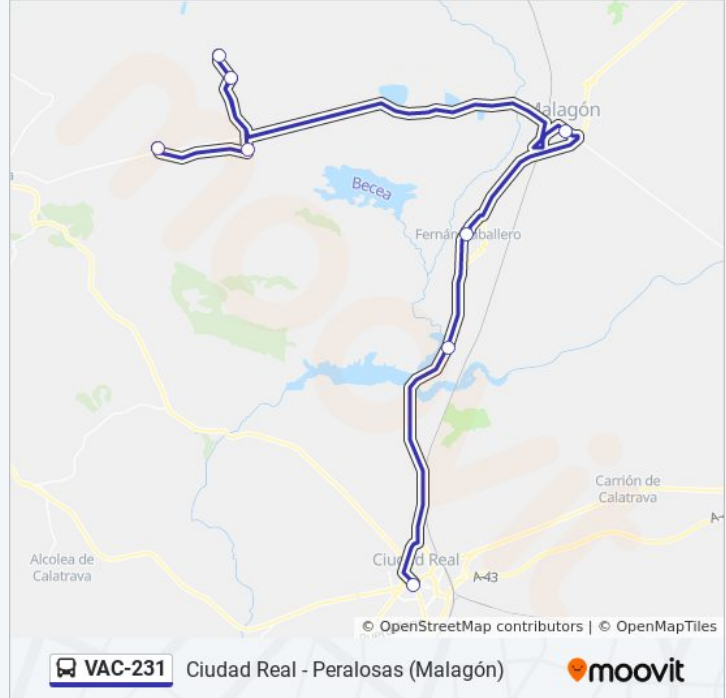 Malagón
Becea
Fernán Caballero
Carrión de
Calatrava
A-
Ciudad Real
A-43
Alcolea de
Calatrava
© OpenStreetMap contributors | © OpenMapTiles
VAC-231 Ciudad Real - Peralosas (Malagón) moovit